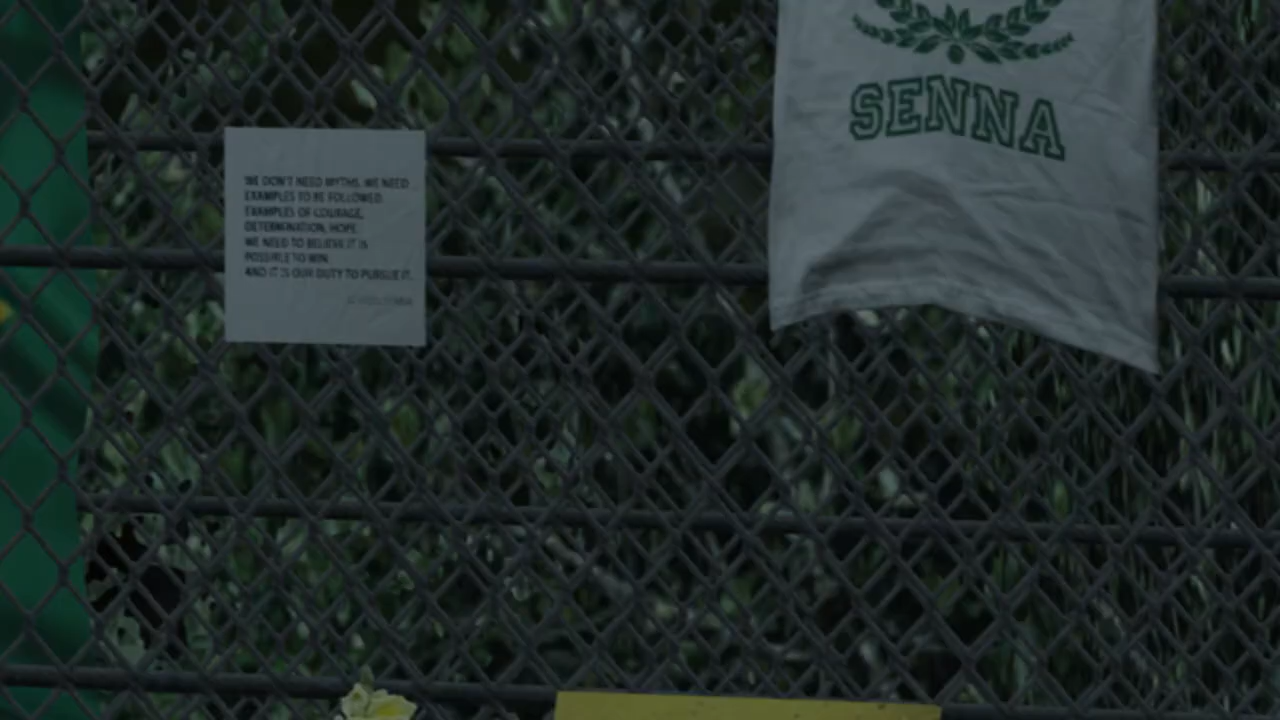 WE DON'T NEED MYTHS, WE NEED
EXAMPLES TO BE FOLLOWED.
EXAMPLES OF COURAGE,
DETERMINATION, HOPE.
WE NEED TO BELIEVE IT IS
POSSIBLE TO WIN.
AND IT IS OUR DUTY TO PURSUE IT.
SENNA